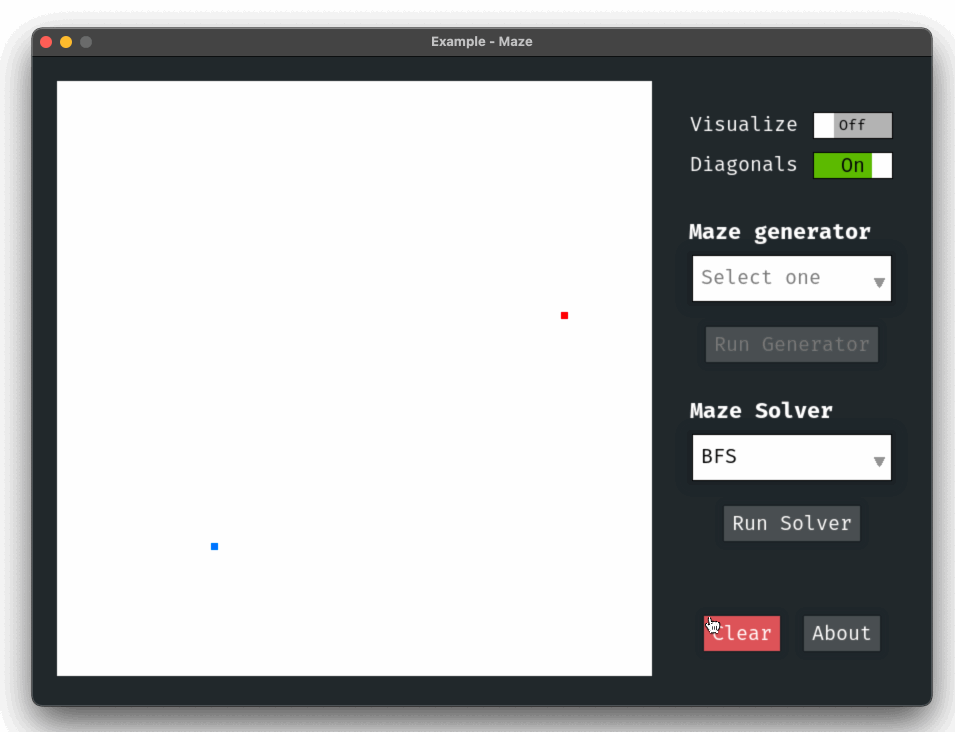 Example - Maze
Visualize Off
Diagonals On
Maze generator
Select one
Run Generator
Maze Solver
BFS
Run Solver
Clear About